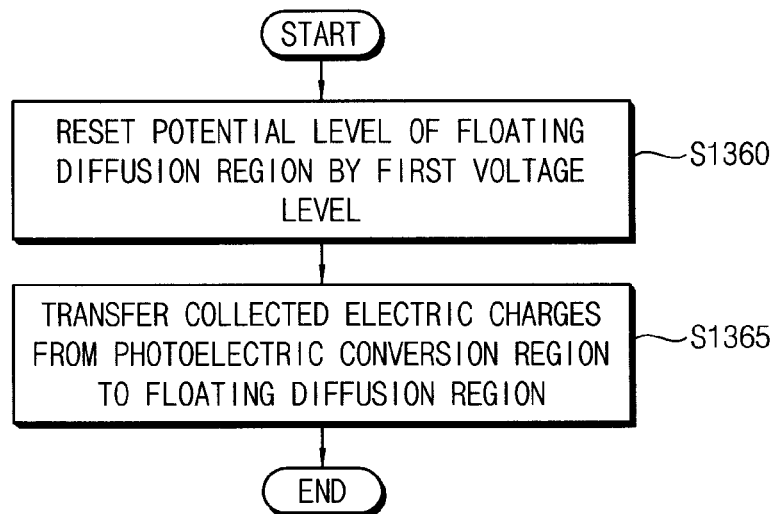 START
RESET POTENTIAL LEVEL OF FLOATING
DIFFUSION REGION BY FIRST VOLTAGE
LEVEL
S1360
TRANSFER COLLECTED ELECTRIC CHARGES
FROM PHOTOELECTRIC CONVERSION REGION
TO FLOATING DIFFUSION REGION
S1365
END